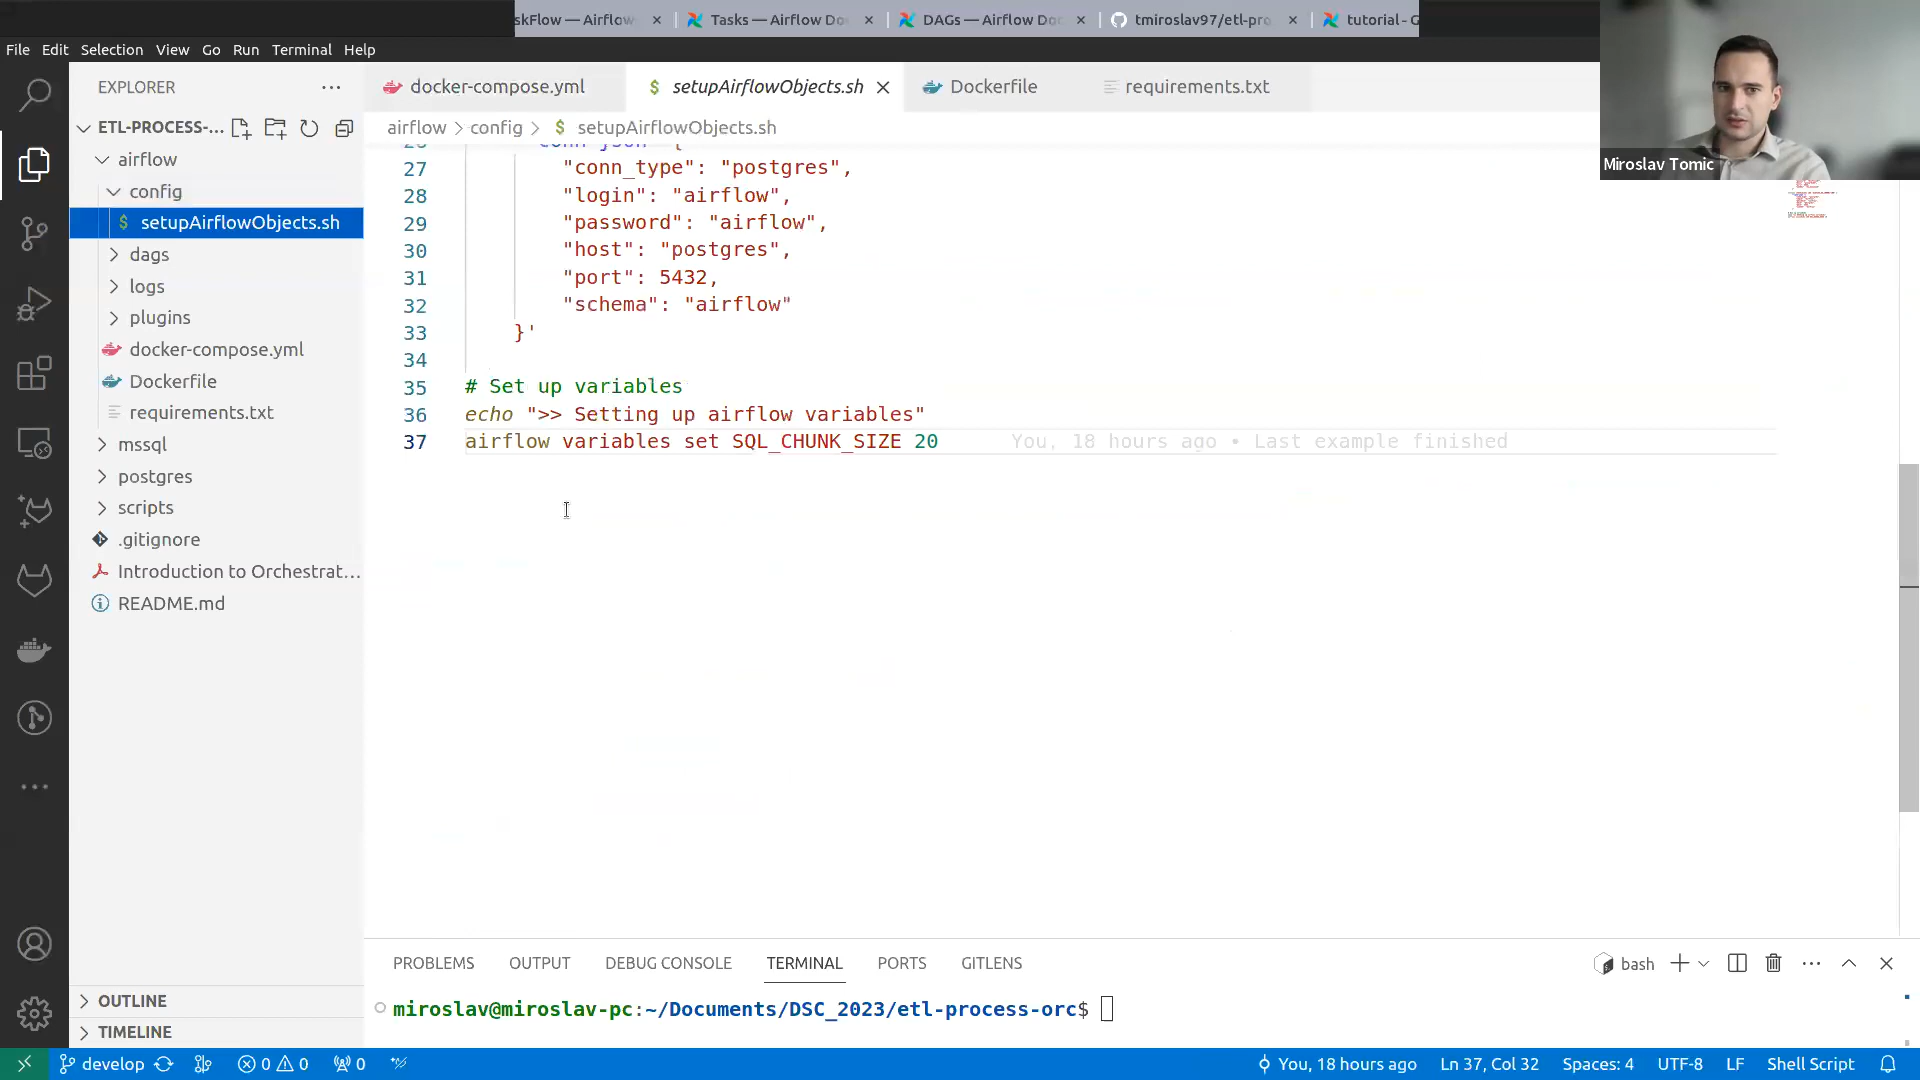 skFlow — Airflow
Tasks — Airflow Do
DAGs — Airflow Doc
tmiroslav97/etl-pro
tutorial - G
File Edit Selection View Go Run Terminal Help
Miroslav Tomic
EXPLORER
docker-compose.yml
setupAirflowObjects.sh
Dockerfile
requirements.txt
ETL-PROCESS-...
airflow > config > $ setupAirflowObjects.sh
airflow
config
$ setupAirflowObjects.sh
dags
logs
plugins
docker-compose.yml
Dockerfile
requirements.txt
mssql
postgres
scripts
.gitignore
Introduction to Orchestrat...
README.md
27 "conn_type": "postgres",
28 "login": "airflow",
29 "password": "airflow",
30 "host": "postgres",
31 "port": 5432,
32 "schema": "airflow"
33 }'
34
35 # Set up variables
36 echo ">> Setting up airflow variables"
37 airflow variables set SQL_CHUNK_SIZE 20 You, 18 hours ago • Last example finished
PROBLEMS OUTPUT DEBUG CONSOLE TERMINAL PORTS GITLENS
bash
miroslav@miroslav-pc:~/Documents/DSC_2023/etl-process-orc$
OUTLINE
TIMELINE
develop 0 0 0 You, 18 hours ago Ln 37, Col 32 Spaces: 4 UTF-8 LF Shell Script